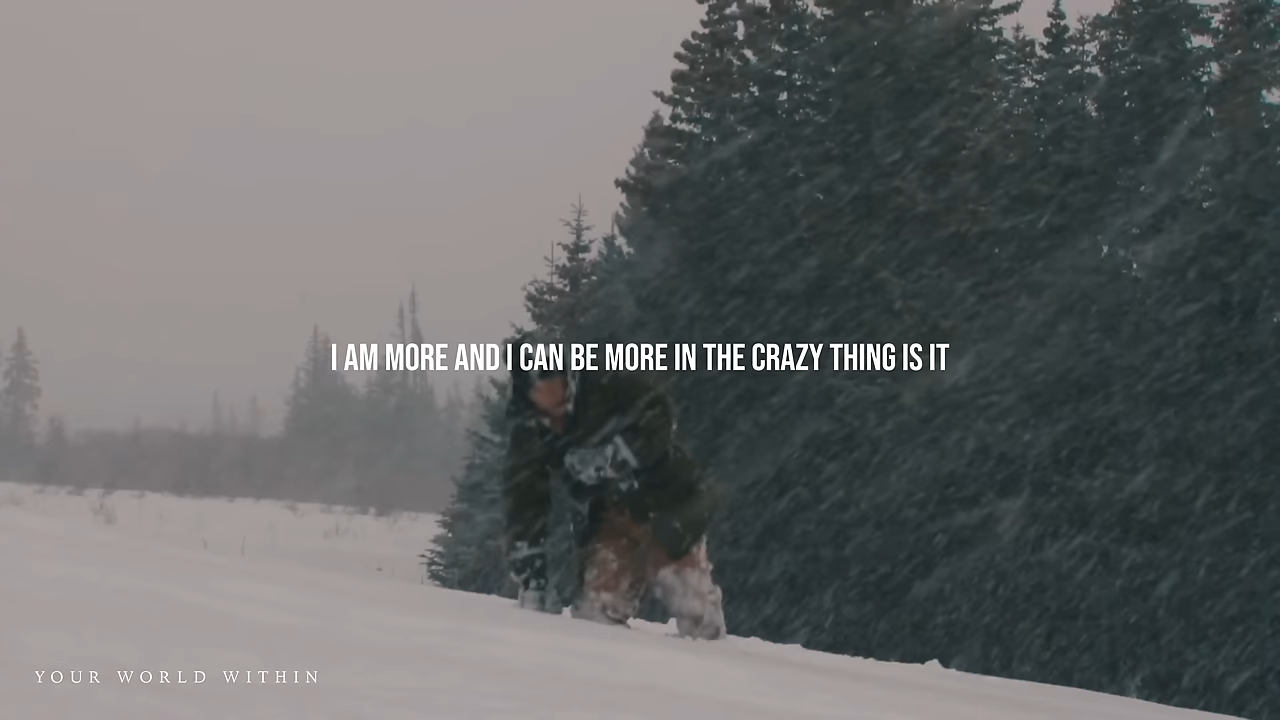 I AM MORE AND I CAN BE MORE IN THE CRAZY THING IS IT
YOUR WORLD WITHIN